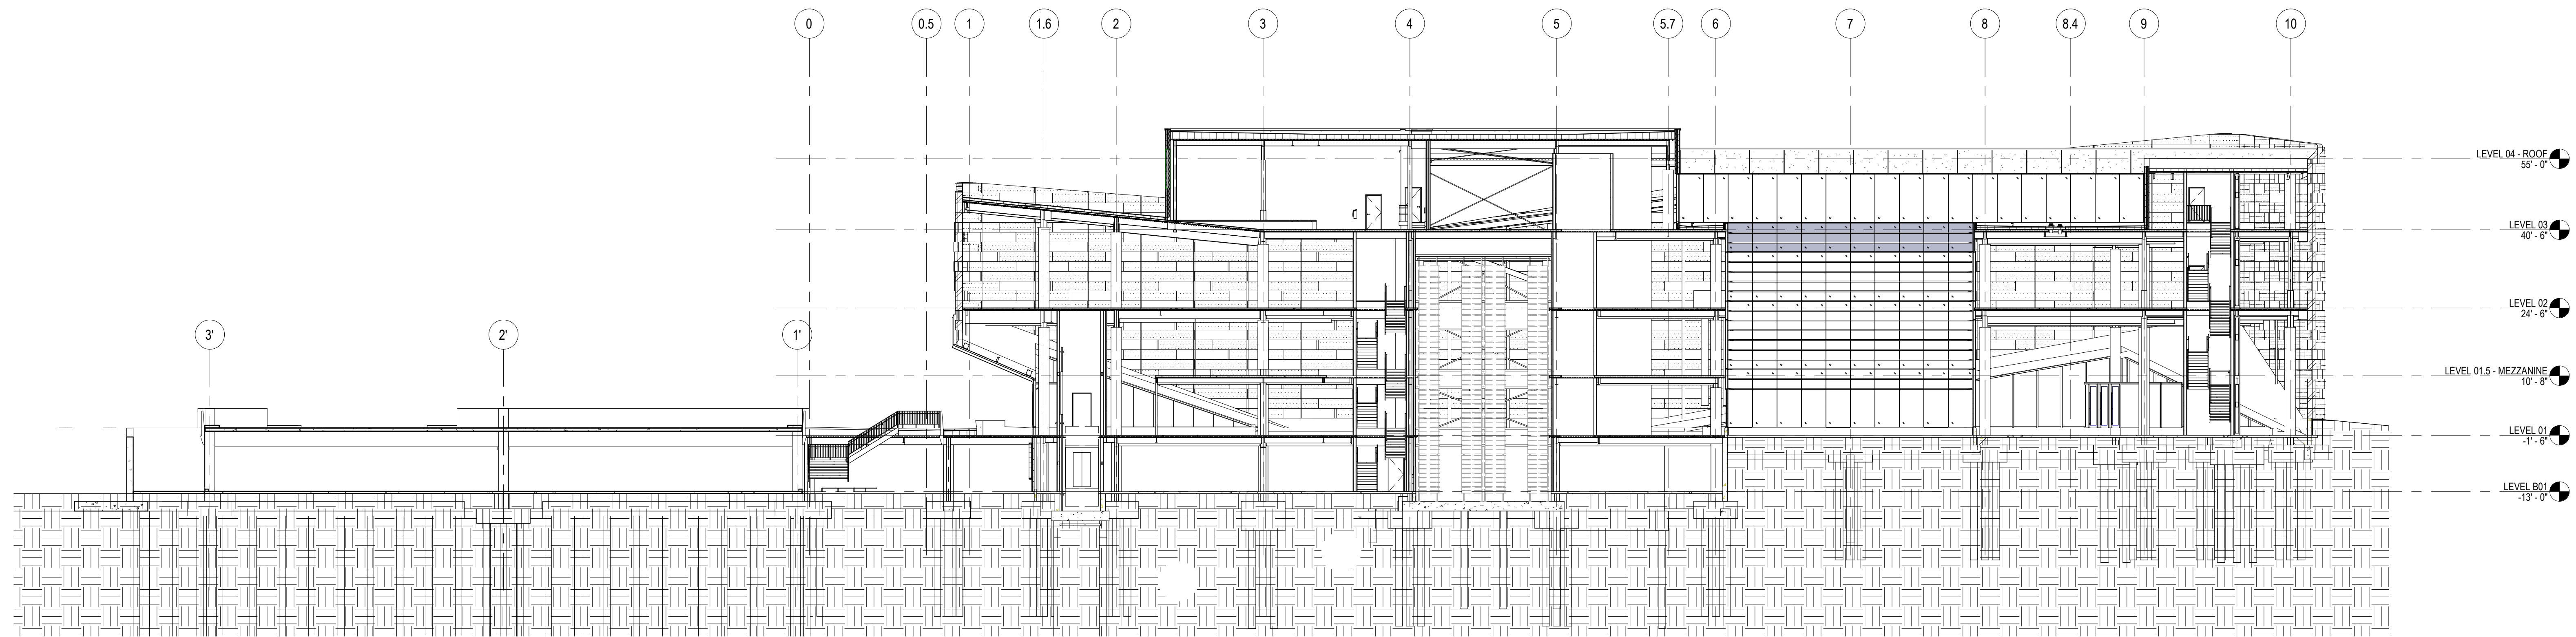 0
0.5
1
1.6
2
3
4
5
5.7
6
7
8
8.4
9
10
LEVEL 04 - ROOF
55' - 0"
LEVEL 03
40' - 6"
LEVEL 02
24' - 6"
3'
2'
1'
LEVEL 01.5 - MEZZANINE
10' - 8"
LEVEL 01
-1' - 6"
LEVEL B01
-13' - 0"